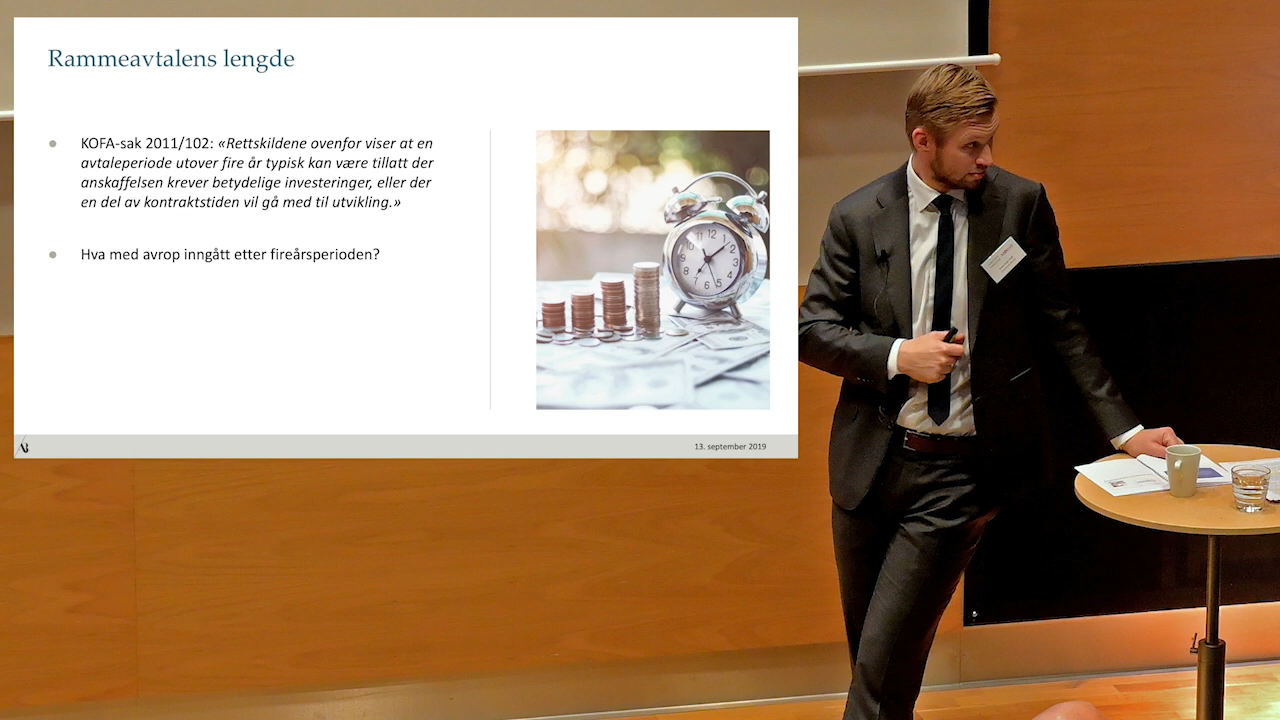 Rammeavtalens lengde
KOFA-sak 2011/102: «Rettskildene ovenfor viser at en
avtaleperiode utover fire år typisk kan være tillatt der
anskaffelsen krever betydelige investeringer, eller der
en del av kontraktstiden vil gå med til utvikling.»
Hva med avrop inngått etter fireårsperioden?
13. september 2019